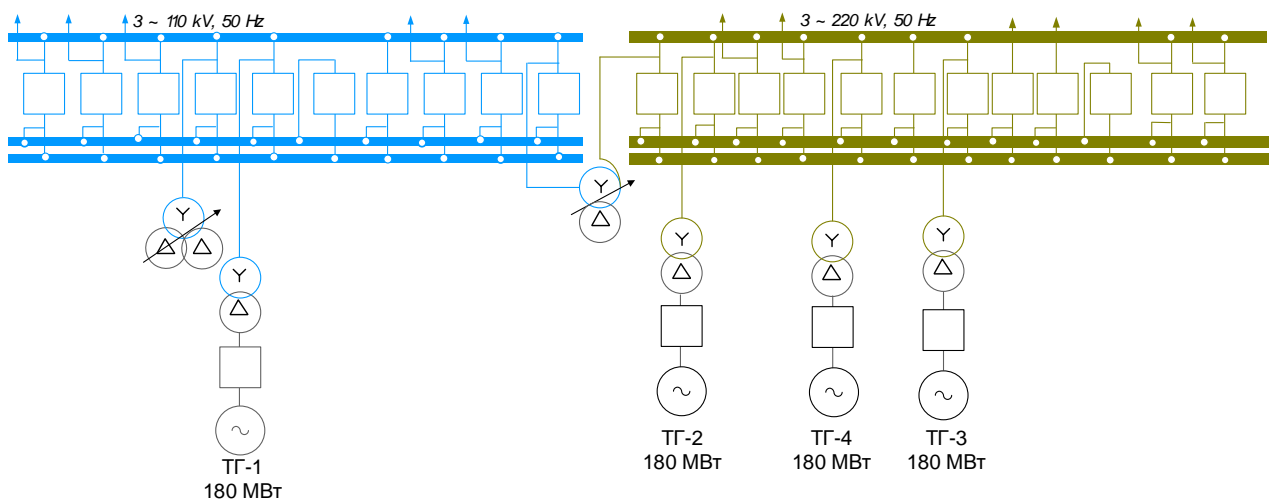 3 ~ 110 kV, 50 Hz
3 ~ 220 kV, 50 Hz
ТГ-1
180 МВт
ТГ-2
180 МВт
ТГ-4
180 МВт
ТГ-3
180 МВт